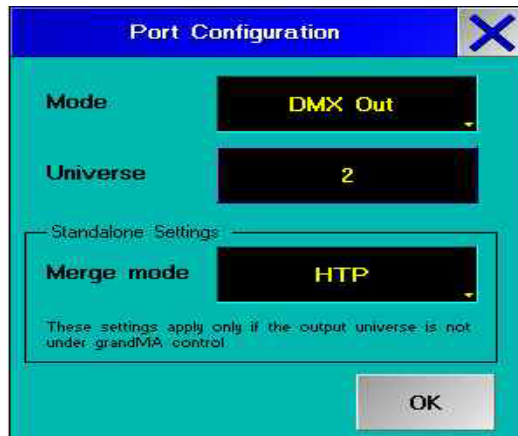 Port Configuration
Mode
DMX Out
Universe
2
Standalone Settings
Merge mode
HTP
These settings apply only if the output universe is not
under grandMA control
OK